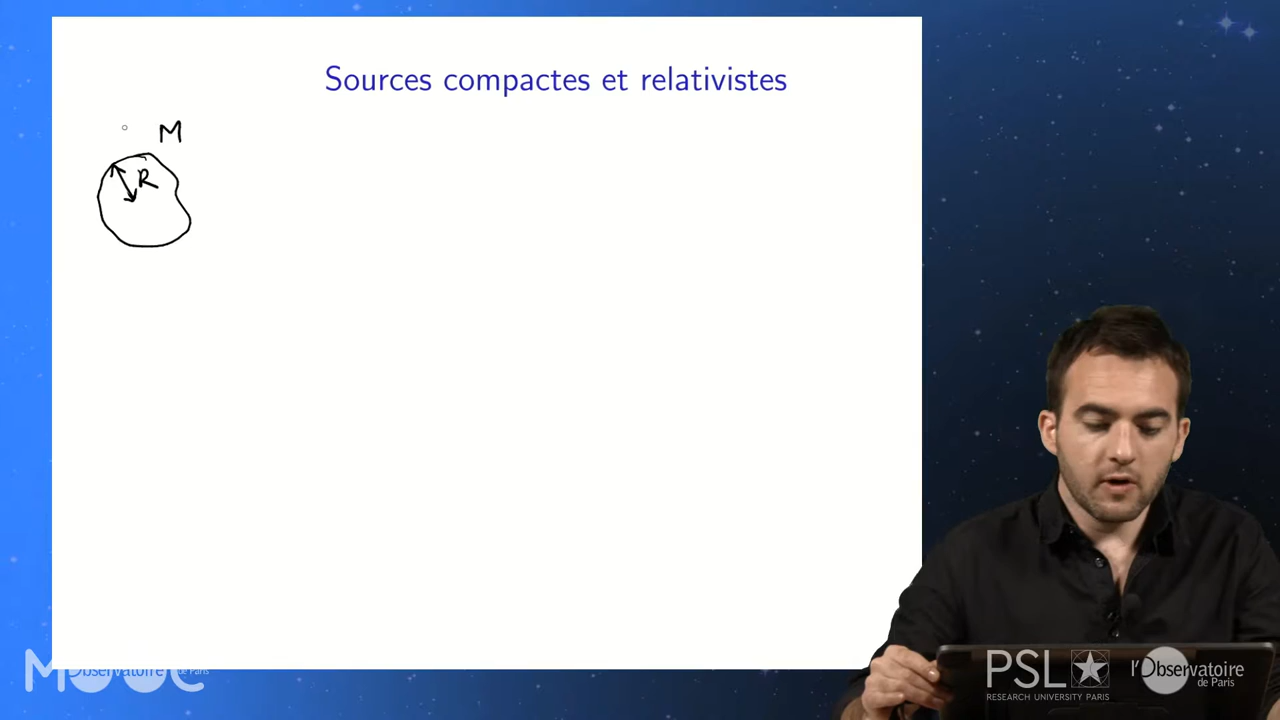 Sources compactes et relativistes
M
R
MOOC
l'Observatoire de Paris
PSL
RESEARCH UNIVERSITY PARIS
l'Observatoire
de Paris